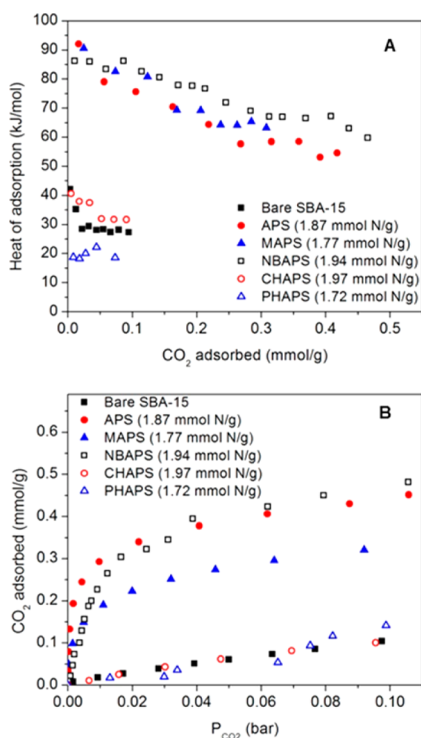 A
Heat of adsorption (kJ/mol)
100
90
80
70
60
50
40
30
20
10
0
Bare SBA-15
APS (1.87 mmol N/g)
MAPS (1.77 mmol N/g)
NBAPS (1.94 mmol N/g)
CHAPS (1.97 mmol N/g)
PHAPS (1.72 mmol N/g)
0.0 0.1 0.2 0.3 0.4 0.5
CO₂ adsorbed (mmol/g)
B
Bare SBA-15
APS (1.87 mmol N/g)
MAPS (1.77 mmol N/g)
NBAPS (1.94 mmol N/g)
CHAPS (1.97 mmol N/g)
PHAPS (1.72 mmol N/g)
CO₂ adsorbed (mmol/g)
0.6
0.5
0.4
0.3
0.2
0.1
0.0
0.00 0.02 0.04 0.06 0.08 0.10
P_CO2 (bar)